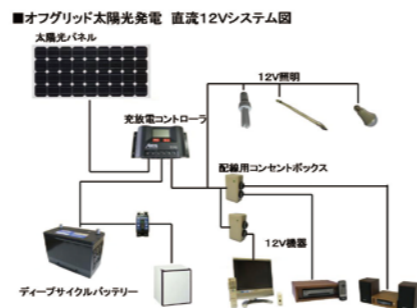 ■オフグリッド太陽光発電 直流12Vシステム図
太陽光パネル
12V照明
充放電コントローラ
配線用コンセントボックス
12V機器
ディープサイクルバッテリー